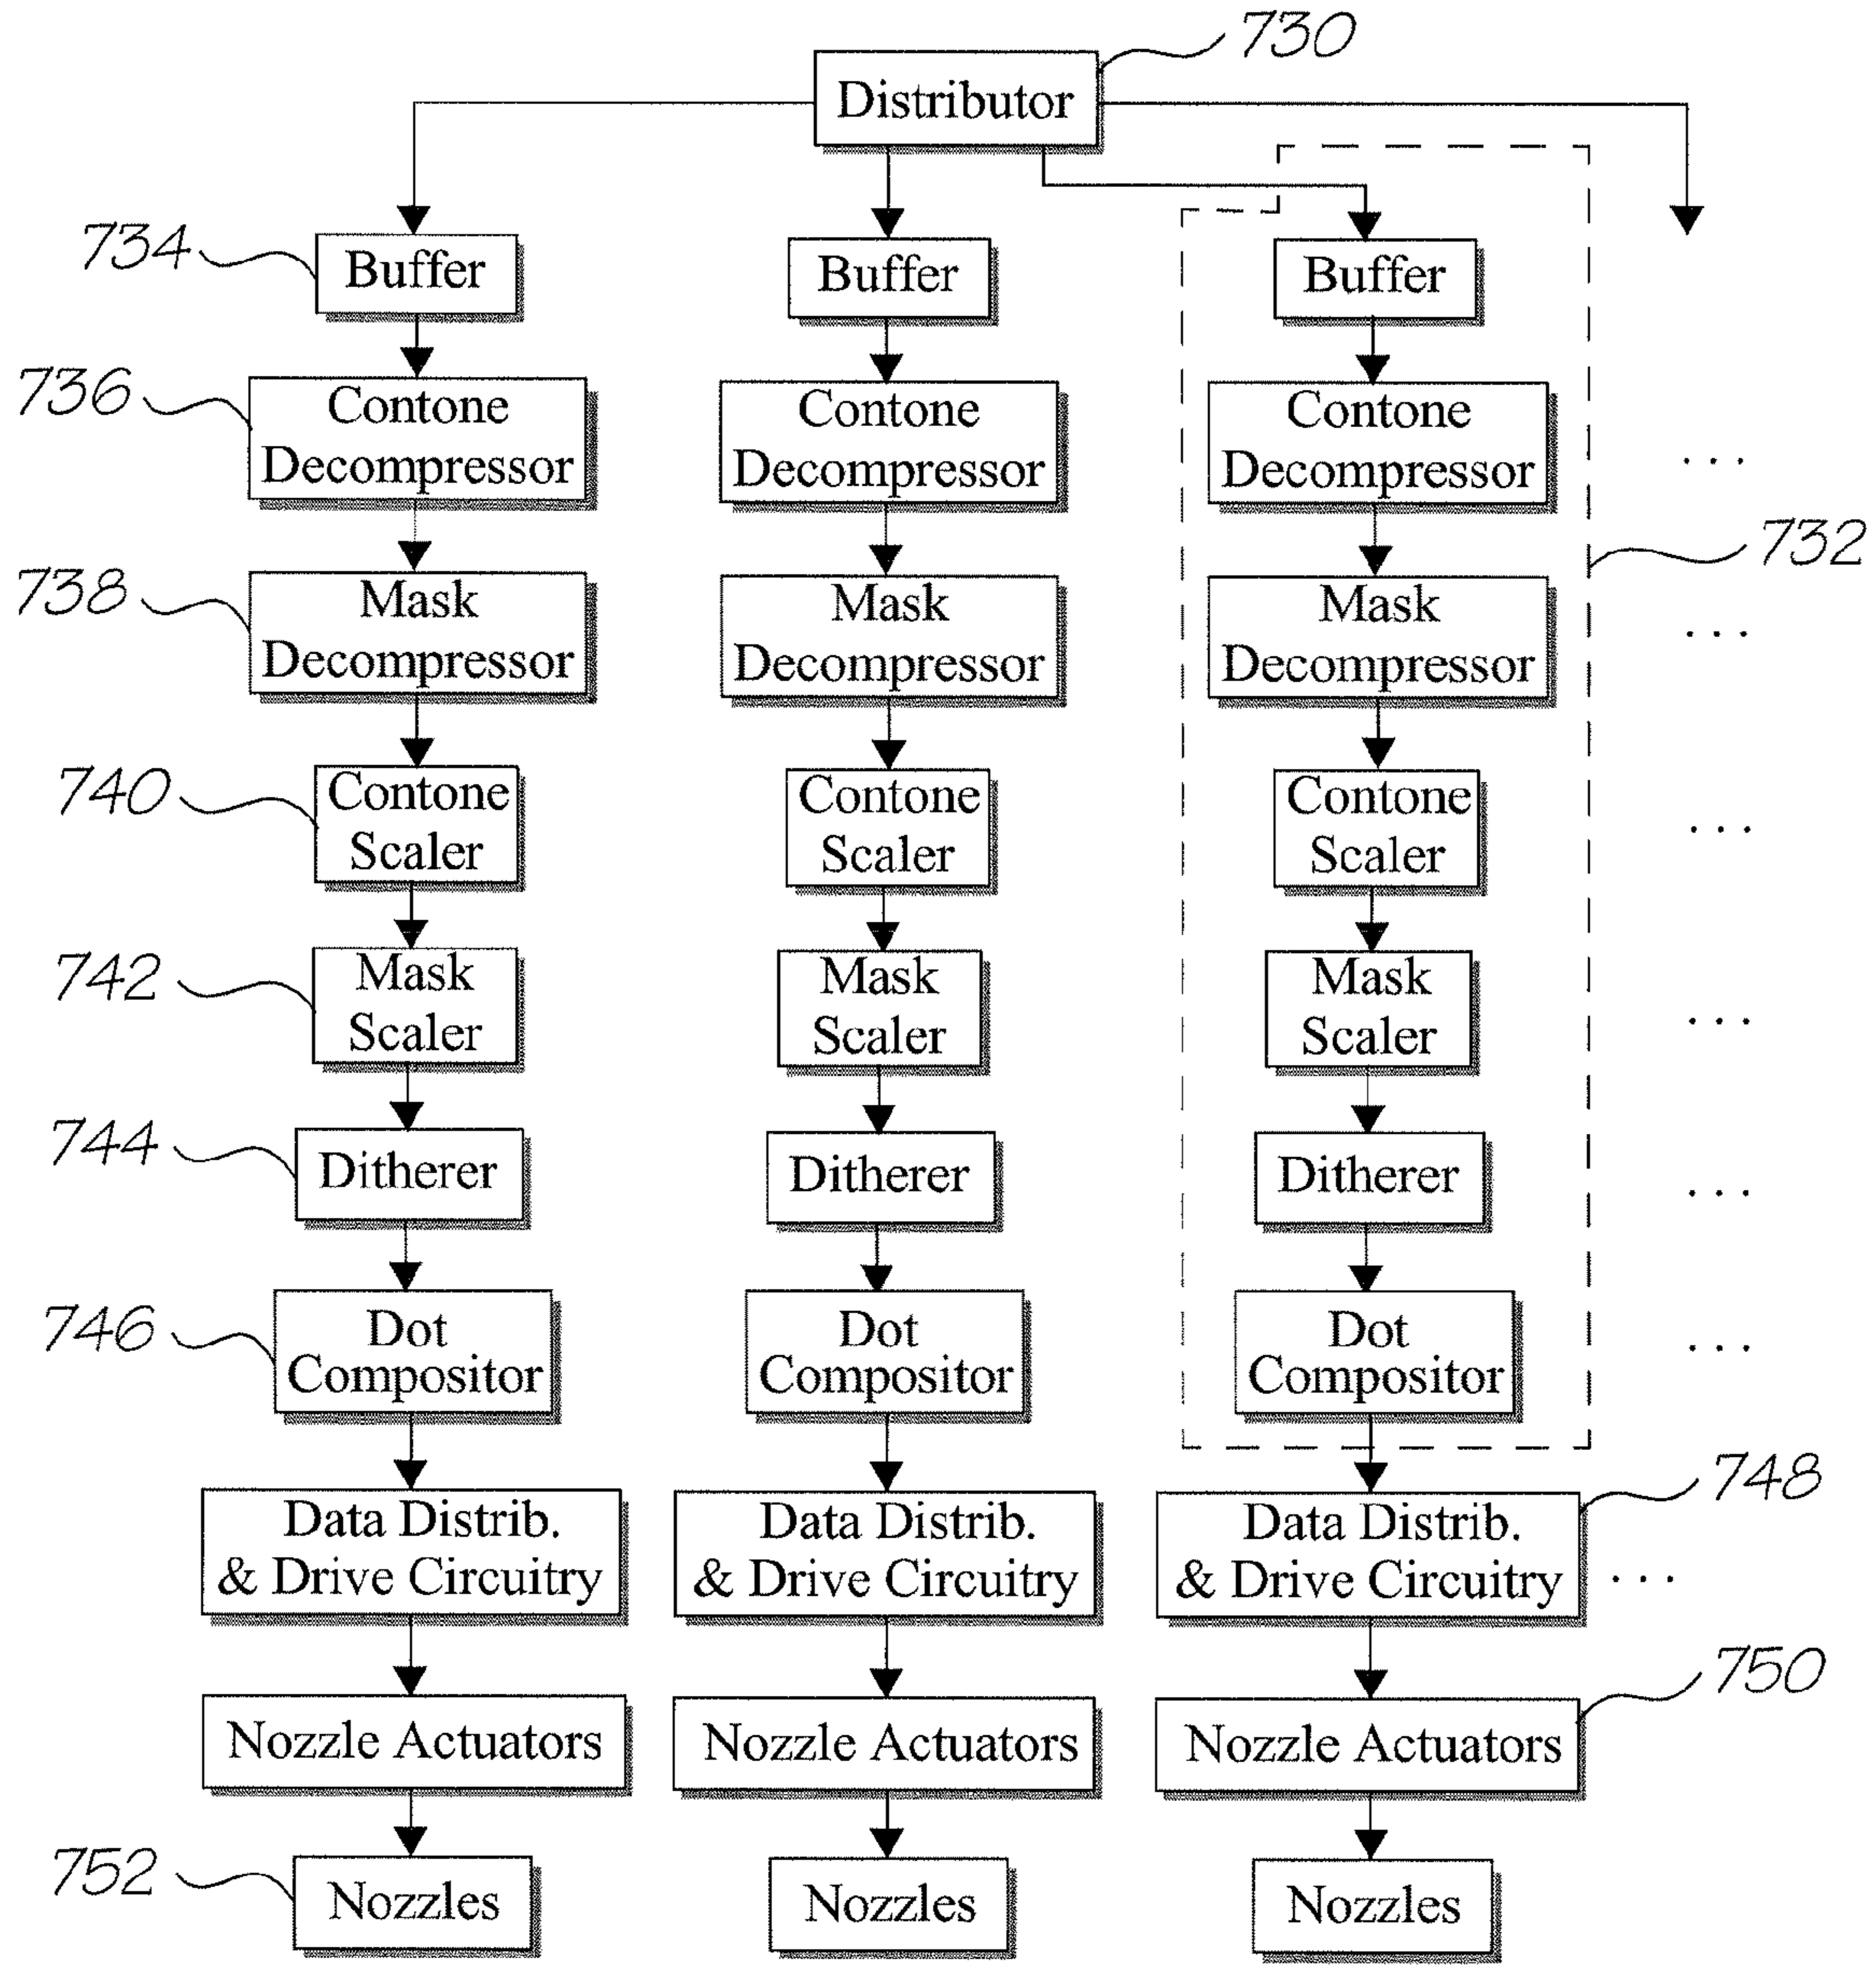 730
Distributor
734
Buffer
Buffer
Buffer
736
Contone
Decompressor
Contone
Decompressor
Contone
Decompressor
...
732
738
Mask
Decompressor
Mask
Decompressor
Mask
Decompressor
...
740
Contone
Scaler
Contone
Scaler
Contone
Scaler
...
742
Mask
Scaler
Mask
Scaler
Mask
Scaler
...
744
Ditherer
Ditherer
Ditherer
...
746
Dot
Compositor
Dot
Compositor
Dot
Compositor
...
748
Data Distrib.
& Drive Circuitry
Data Distrib.
& Drive Circuitry
Data Distrib.
& Drive Circuitry
...
750
Nozzle Actuators
Nozzle Actuators
Nozzle Actuators
752
Nozzles
Nozzles
Nozzles